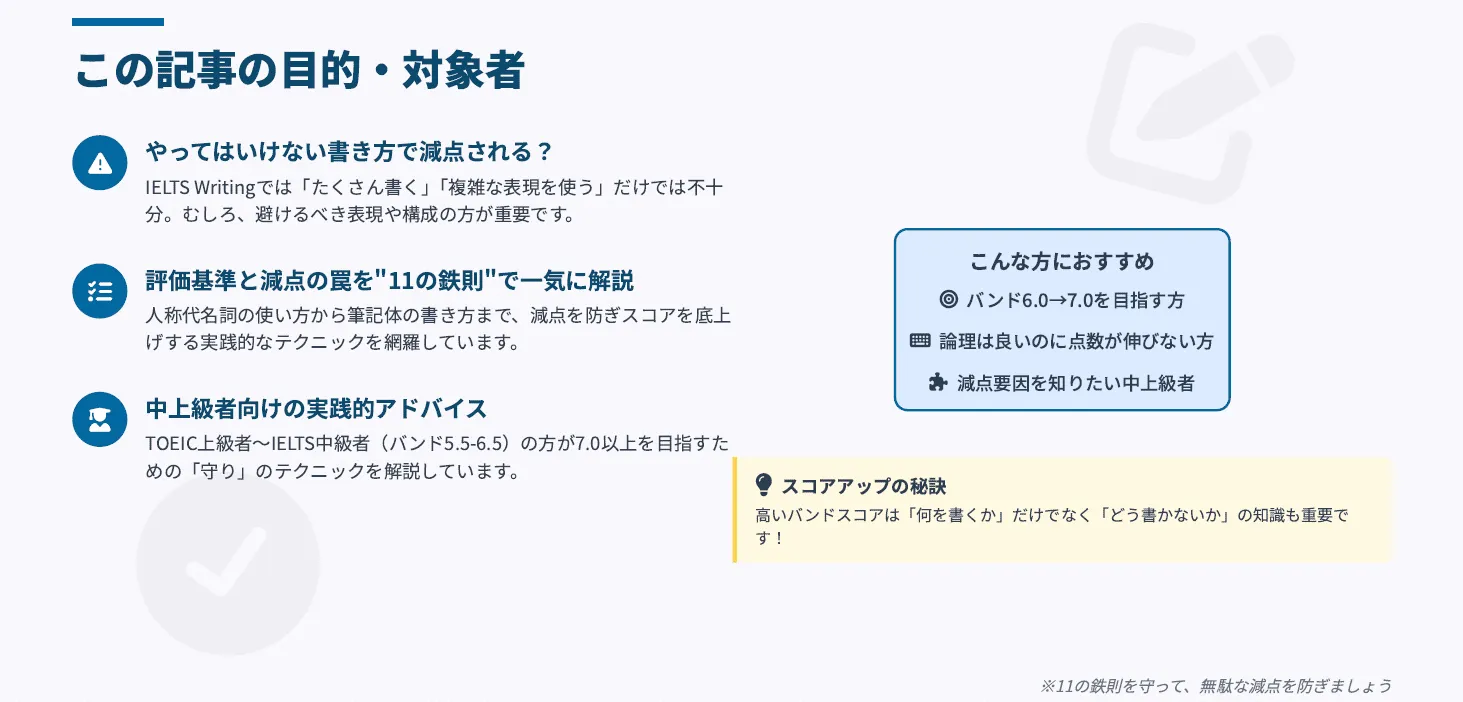 この記事の目的・対象者
やってはいけない書き方で減点される？
IELTS Writingでは「たくさん書く」「複雑な表現を使う」だけでは不十
分。むしろ、避けるべき表現や構成の方が重要です。
評価基準と減点の罠を"11の鉄則"で一気に解説
人称代名詞の使い方から筆記体の書き方まで、減点を防ぎスコアを底上
げする実践的なテクニックを網羅しています。
中上級者向けの実践的アドバイス
TOEIC上級者～IELTS中級者（バンド5.5-6.5）の方が7.0以上を目指すた
めの「守り」のテクニックを解説しています。
こんな方におすすめ
バンド6.0→7.0を目指す方
論理は良いのに点数が伸びない方
減点要因を知りたい中上級者
スコアアップの秘訣
高いバンドスコアは「何を書くか」だけでなく「どう書かないか」の知識も重要で
す！
※11の鉄則を守って、無駄な減点を防ぎましょう